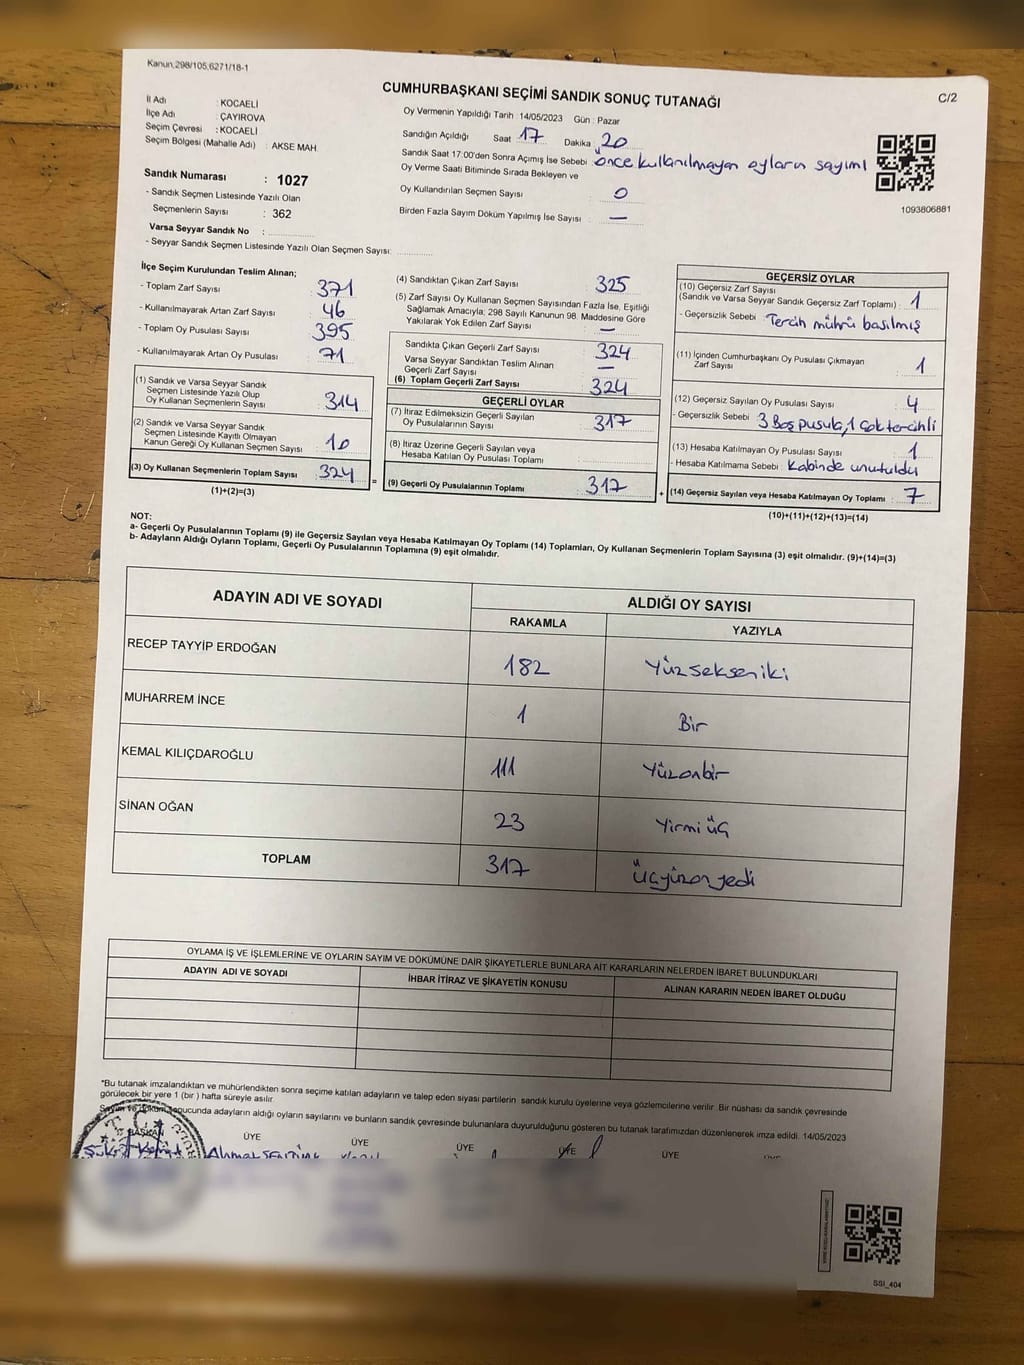 Kanun,298/105,6271/18-1
CUMHURBAŞKANI SEÇİMİ SANDIK SONUÇ TUTANAĞI
C/2
İl Adı : KOCAELİ
İlçe Adı : ÇAYIROVA
Seçim Çevresi : KOCAELİ
Seçim Bölgesi (Mahalle Adı) : AKSE MAH.
Sandık Numarası : 1027
- Sandık Seçmen Listesinde Yazılı Olan
Seçmenlerin Sayısı : 362
Varsa Seyyar Sandık No :
- Seyyar Sandık Seçmen Listesinde Yazılı Olan Seçmen Sayısı:
Oy Vermenin Yapıldığı Tarih : 14/05/2023 Gün : Pazar
Sandığın Açıldığı Saat 17 Dakika 20
Sandık Saat 17:00'den Sonra Açımış İse Sebebi : önce kullanılmayan oyların sayımı
Oy Verme Saati Bitiminde Sırada Bekleyen ve
Oy Kullandırılan Seçmen Sayısı : 0
Birden Fazla Sayım Döküm Yapılmış İse Sayısı : —
1093806881
İlçe Seçim Kurulundan Teslim Alınan;
- Toplam Zarf Sayısı : 371
- Kullanılmayarak Artan Zarf Sayısı : 46
- Toplam Oy Pusulası Sayısı : 395
- Kullanılmayarak Artan Oy Pusulası : 71
(1) Sandık ve Varsa Seyyar Sandık
Seçmen Listesinde Yazılı Olup
Oy Kullanan Seçmenlerin Sayısı : 314
(2) Sandık ve Varsa Seyyar Sandık
Seçmen Listesinde Kayıtlı Olmayan
Kanun Gereği Oy Kullanan Seçmen Sayısı : 10
(3) Oy Kullanan Seçmenlerin Toplam Sayısı : 324
(1)+(2)=(3)
=
(4) Sandıktan Çıkan Zarf Sayısı : 325
(5) Zarf Sayısı Oy Kullanan Seçmen Sayısından Fazla İse, Eşitliği
Sağlamak Amacıyla; 298 Sayılı Kanunun 98. Maddesine Göre
Yakılarak Yok Edilen Zarf Sayısı : —
Sandıkta Çıkan Geçerli Zarf Sayısı : 324
Varsa Seyyar Sandıktan Teslim Alınan
Geçerli Zarf Sayısı : —
(6) Toplam Geçerli Zarf Sayısı : 324
GEÇERLİ OYLAR
(7) İtiraz Edilmeksizin Geçerli Sayılan
Oy Pusulalarının Sayısı : 317
(8) İtiraz Üzerine Geçerli Sayılan veya
Hesaba Katılan Oy Pusulası Toplamı :
(9) Geçerli Oy Pusulalarının Toplamı : 317
+
GEÇERSİZ OYLAR
(10) Geçersiz Zarf Sayısı
(Sandık ve Varsa Seyyar Sandık Geçersiz Zarf Toplamı) : 1
- Geçersizlik Sebebi : Tercih mührü basılmış
(11) İçinden Cumhurbaşkanı Oy Pusulası Çıkmayan
Zarf Sayısı : 1
(12) Geçersiz Sayılan Oy Pusulası Sayısı : 4
- Geçersizlik Sebebi : 3 Boş pusula, 1 çok tercihli
(13) Hesaba Katılmayan Oy Pusulası Sayısı : 1
- Hesaba Katılmama Sebebi : Kabinde unutuldu
(14) Geçersiz Sayılan veya Hesaba Katılmayan Oy Toplamı : 7
(10)+(11)+(12)+(13)=(14)
NOT:
a- Geçerli Oy Pusulalarının Toplamı (9) ile Geçersiz Sayılan veya Hesaba Katılmayan Oy Toplamı (14) Toplamları, Oy Kullanan Seçmenlerin Toplam Sayısına (3) eşit olmalıdır. (9)+(14)=(3)
b- Adayların Aldığı Oyların Toplamı, Geçerli Oy Pusulalarının Toplamına (9) eşit olmalıdır.
ADAYIN ADI VE SOYADI
ALDIĞI OY SAYISI
RAKAMLA YAZIYLA
RECEP TAYYİP ERDOĞAN 182 Yüzsekseniki
MUHARREM İNCE 1 Bir
KEMAL KILIÇDAROĞLU 111 Yüzonbir
SİNAN OĞAN 23 Yirmi üç
TOPLAM 317 Üçyüzonyedi
OYLAMA İŞ VE İŞLEMLERİNE VE OYLARIN SAYIM VE DÖKÜMÜNE DAİR ŞİKAYETLERLE BUNLARA AİT KARARLARIN NELERDEN İBARET BULUNDUKLARI
ADAYIN ADI VE SOYADI İHBAR İTİRAZ VE ŞİKAYETİN KONUSU ALINAN KARARIN NEDEN İBARET OLDUĞU
*Bu tutanak imzalandıktan ve mühürlendikten sonra seçime katılan adayların ve talep eden siyasi partilerin sandık kurulu üyelerine veya gözlemcilerine verilir. Bir nüshası da sandık çevresinde
görülecek bir yere 1 (bir ) hafta süreyle asılır.
Sayım ve döküm sonucunda adayların aldığı oyların sayılarını ve bunların sandık çevresinde bulunanlara duyurulduğunu gösteren bu tutanak tarafımızdan düzenlenerek imza edildi. 14/05/2023
BAŞKAN ÜYE ÜYE ÜYE ÜYE ÜYE
T.C.
SSİ_404